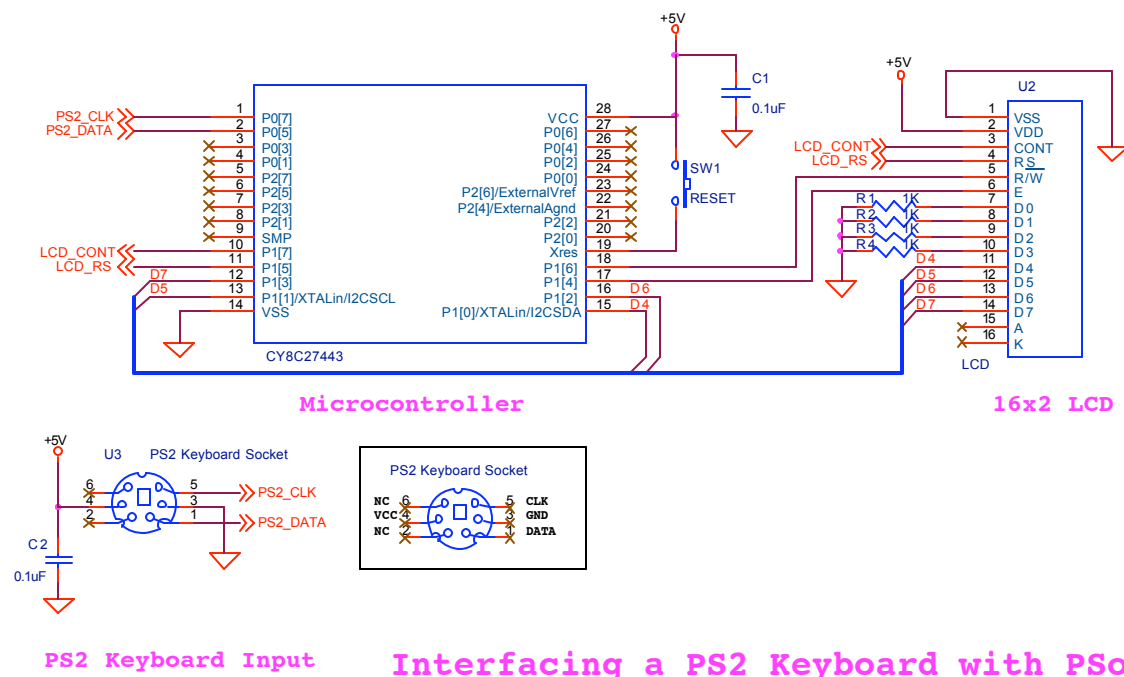 +5V
C1
0.1uF
+5V
U2
PS2_CLK
PS2_DATA
1 P0[7]
2 P0[5]
3 P0[3]
4 P0[1]
5 P2[7]
6 P2[5]
7 P2[3]
8 P2[1]
9 SMP
10 P1[7]
11 P1[5]
12 P1[3]
13 P1[1]/XTALin/I2CSCL
14 VSS
LCD_CONT
LCD_RS
D7
D5
VCC 28
P0[6] 27
P0[4] 26
P0[2] 25
P0[0] 24
P2[6]/ExternalVref 23
P2[4]/ExternalAgnd 22
P2[2] 21
P2[0] 20
Xres 19
P1[6] 18
P1[4] 17
P1[2] 16
P1[0]/XTALin/I2CSDA 15
D6
D4
CY8C27443
SW1
RESET
LCD_CONT
LCD_RS
R1 1K
R2 1K
R3 1K
R4 1K
D4
D5
D6
D7
1 VSS
2 VDD
3 CONT
4 RS
5 R/W
6 E
7 D0
8 D1
9 D2
10 D3
11 D4
12 D5
13 D6
14 D7
15 A
16 K
LCD
Microcontroller
16x2 LCD
+5V
U3 PS2 Keyboard Socket
6 5 PS2_CLK
4 3
2 1 PS2_DATA
C2
0.1uF
PS2 Keyboard Socket
NC 6 5 CLK
VCC 4 3 GND
NC 2 1 DATA
PS2 Keyboard Input
Interfacing a PS2 Keyboard with PSo